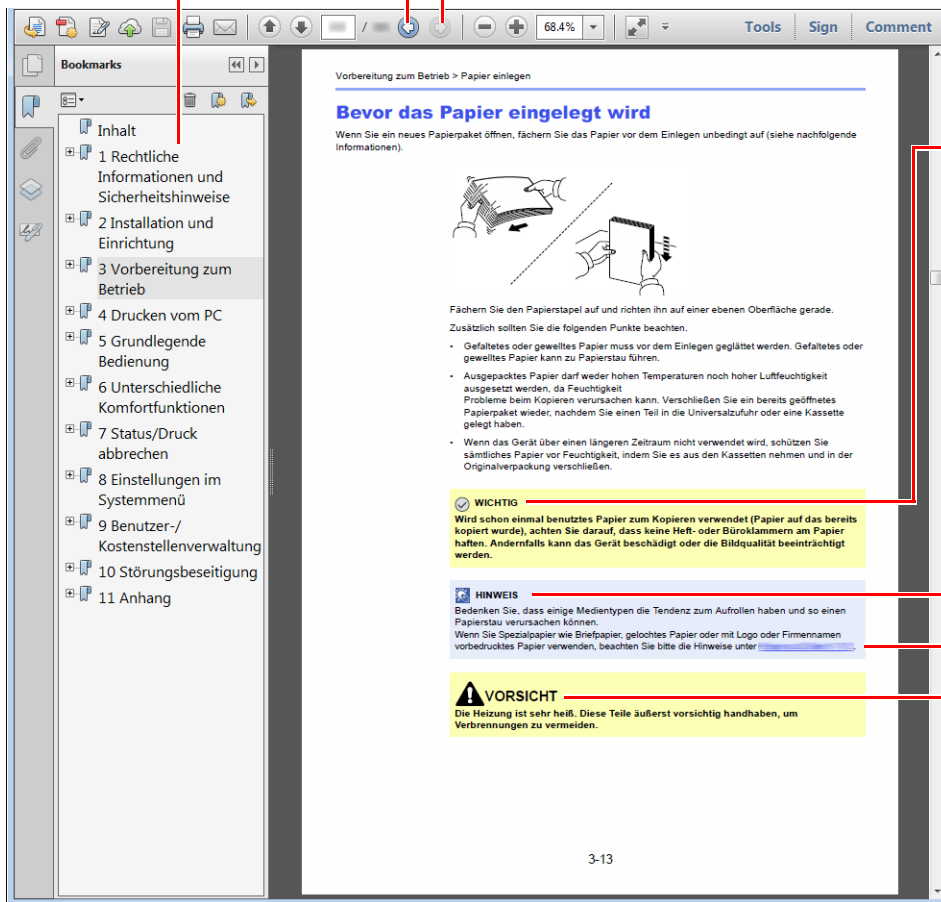 /
68.4%
Tools
Sign
Comment
Bookmarks
Inhalt
1 Rechtliche
Informationen und
Sicherheitshinweise
2 Installation und
Einrichtung
3 Vorbereitung zum
Betrieb
4 Drucken vom PC
5 Grundlegende
Bedienung
6 Unterschiedliche
Komfortfunktionen
7 Status/Druck
abbrechen
8 Einstellungen im
Systemmenü
9 Benutzer-/
Kostenstellenverwaltung
10 Störungsbeseitigung
11 Anhang
Vorbereitung zum Betrieb > Papier einlegen
Bevor das Papier eingelegt wird
Wenn Sie ein neues Papierpaket öffnen, fächern Sie das Papier vor dem Einlegen unbedingt auf (siehe nachfolgende
Informationen).
Fächern Sie den Papierstapel auf und richten ihn auf einer ebenen Oberfläche gerade.
Zusätzlich sollten Sie die folgenden Punkte beachten.
• Gefaltetes oder gewelltes Papier muss vor dem Einlegen geglättet werden. Gefaltetes oder
gewelltes Papier kann zu Papierstau führen.
• Ausgepacktes Papier darf weder hohen Temperaturen noch hoher Luftfeuchtigkeit
ausgesetzt werden, da Feuchtigkeit
Probleme beim Kopieren verursachen kann. Verschließen Sie ein bereits geöffnetes
Papierpaket wieder, nachdem Sie einen Teil in die Universalzufuhr oder eine Kassette
gelegt haben.
• Wenn das Gerät über einen längeren Zeitraum nicht verwendet wird, schützen Sie
sämtliches Papier vor Feuchtigkeit, indem Sie es aus den Kassetten nehmen und in der
Originalverpackung verschließen.
WICHTIG
Wird schon einmal benutztes Papier zum Kopieren verwendet (Papier auf das bereits
kopiert wurde), achten Sie darauf, dass keine Heft- oder Büroklammern am Papier
haften. Andernfalls kann das Gerät beschädigt oder die Bildqualität beeinträchtigt
werden.
HINWEIS
Bedenken Sie, dass einige Medientypen die Tendenz zum Aufrollen haben und so einen
Papierstau verursachen können.
Wenn Sie Spezialpapier wie Briefpapier, gelochtes Papier oder mit Logo oder Firmennamen
vorbedrucktes Papier verwenden, beachten Sie bitte die Hinweise unter
VORSICHT
Die Heizung ist sehr heiß. Diese Teile äußerst vorsichtig handhaben, um
Verbrennungen zu vermeiden.
3-13